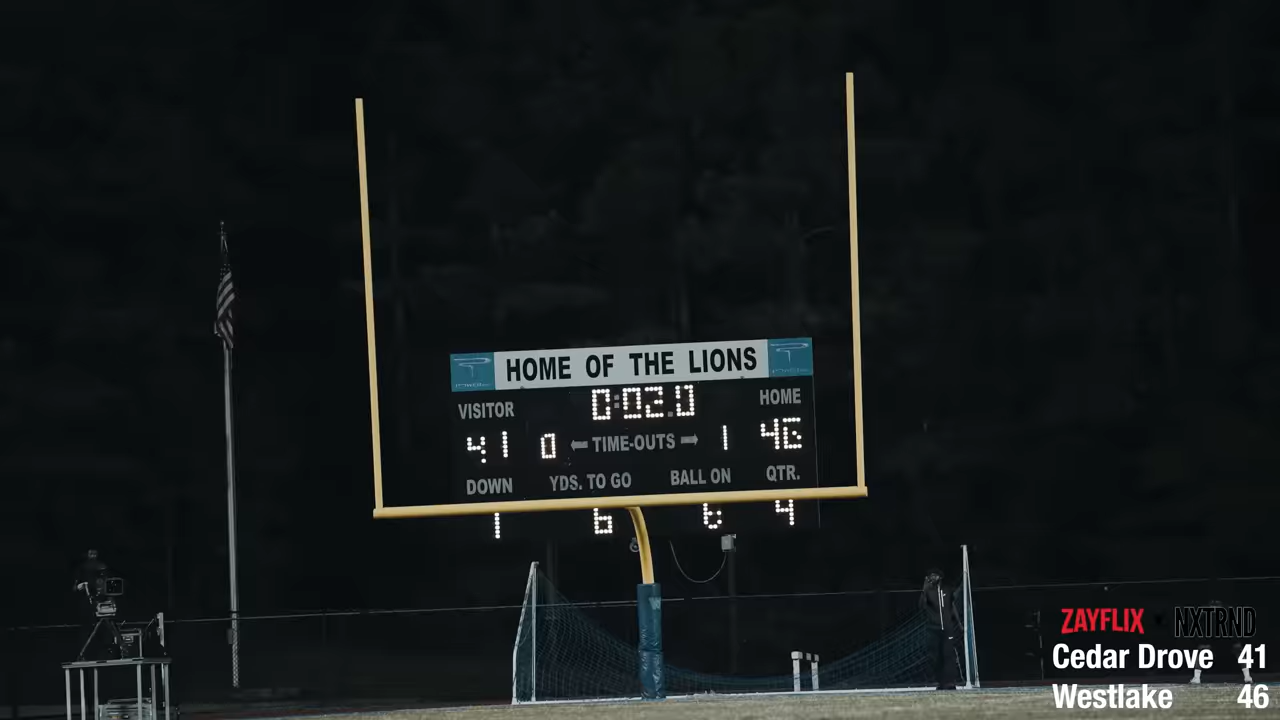 HOME OF THE LIONS
VISITOR 0:02.0 HOME
41 0 TIME-OUTS 1 46
DOWN YDS. TO GO BALL ON QTR.
1 6 6 4
ZAYFLIX NXTRND
Cedar Drove 41
Westlake 46